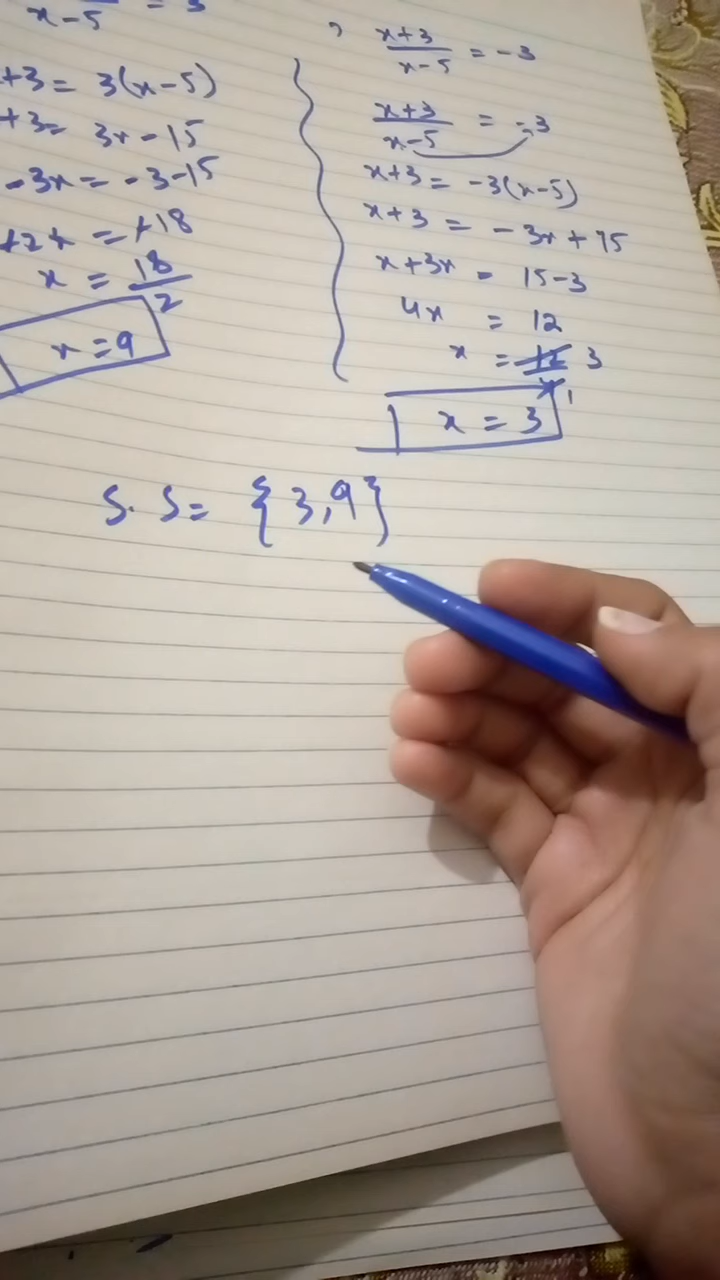 x-5 = 3
+3 = 3(x-5)
+3= 3x-15
-3x= -3-15
+2x = +18
x = 18/2
x = 9
, x+3/x-5 = -3
x+3/x-5 = -3
x+3 = -3(x-5)
x+3 = -3x+15
x+3x = 15-3
4x = 12
x = 12/4 3 1
x = 3
S.S= {3,9}